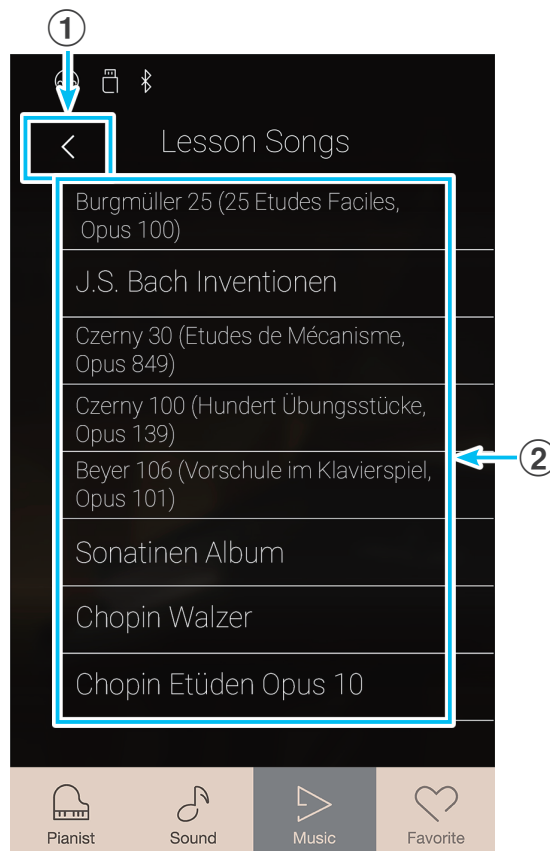 ①
Lesson Songs
Burgmüller 25 (25 Etudes Faciles,
Opus 100)
J.S. Bach Inventionen
Czerny 30 (Etudes de Mécanisme,
Opus 849)
Czerny 100 (Hundert Übungsstücke,
Opus 139)
②
Beyer 106 (Vorschule im Klavierspiel,
Opus 101)
Sonatinen Album
Chopin Walzer
Chopin Etüden Opus 10
Pianist Sound Music Favorite